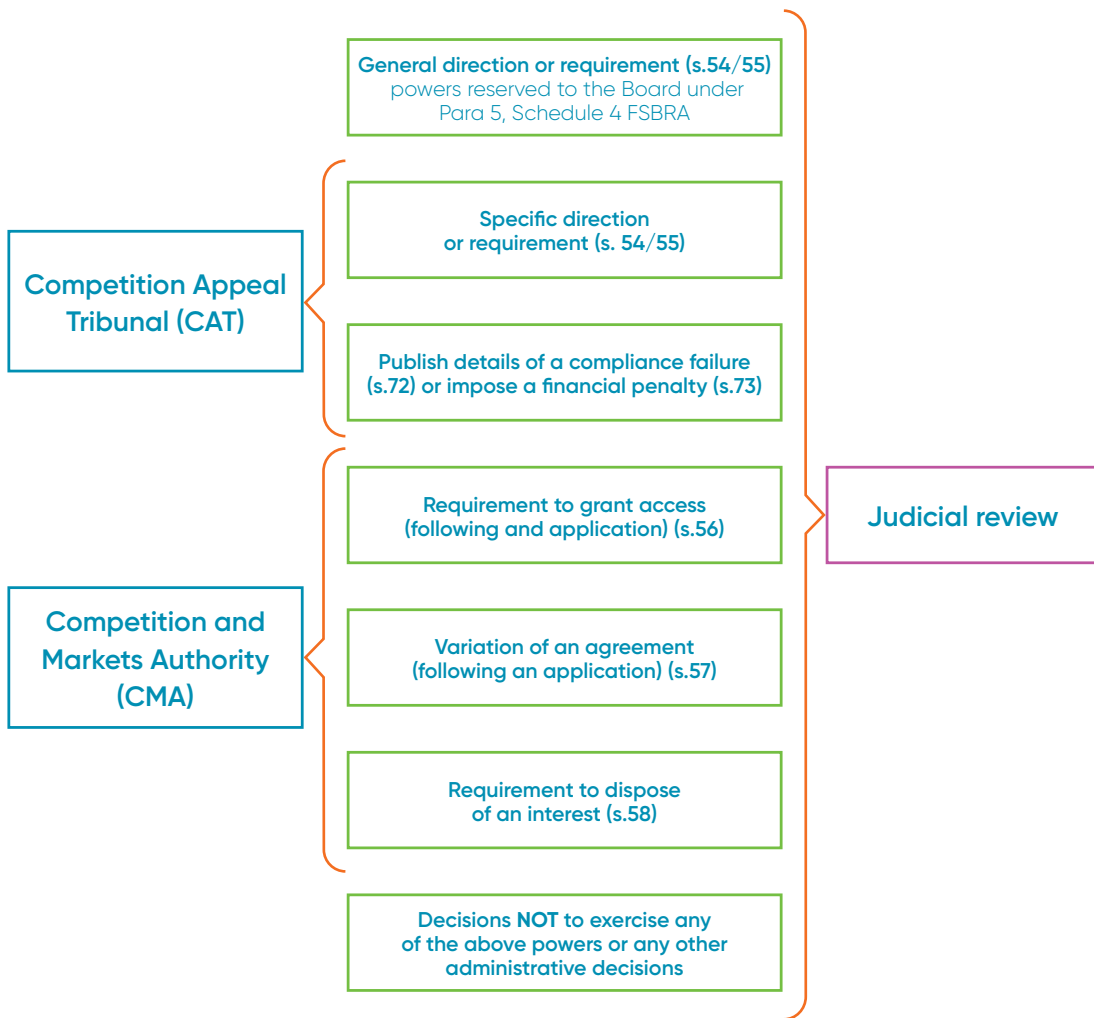 General direction or requirement (s.54/55)
powers reserved to the Board under
Para 5, Schedule 4 FSBRA
Competition Appeal
Tribunal (CAT)
Specific direction
or requirement (s. 54/55)
Publish details of a compliance failure
(s.72) or impose a financial penalty (s.73)
Competition and
Markets Authority
(CMA)
Requirement to grant access
(following and application) (s.56)
Variation of an agreement
(following an application) (s.57)
Requirement to dispose
of an interest (s.58)
Decisions NOT to exercise any
of the above powers or any other
administrative decisions
Judicial review